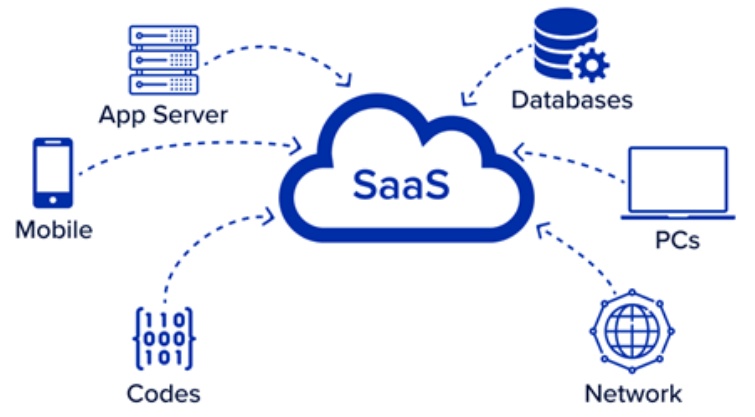 App Server
Databases
SaaS
Mobile
PCs
110
000
101
Codes
Network